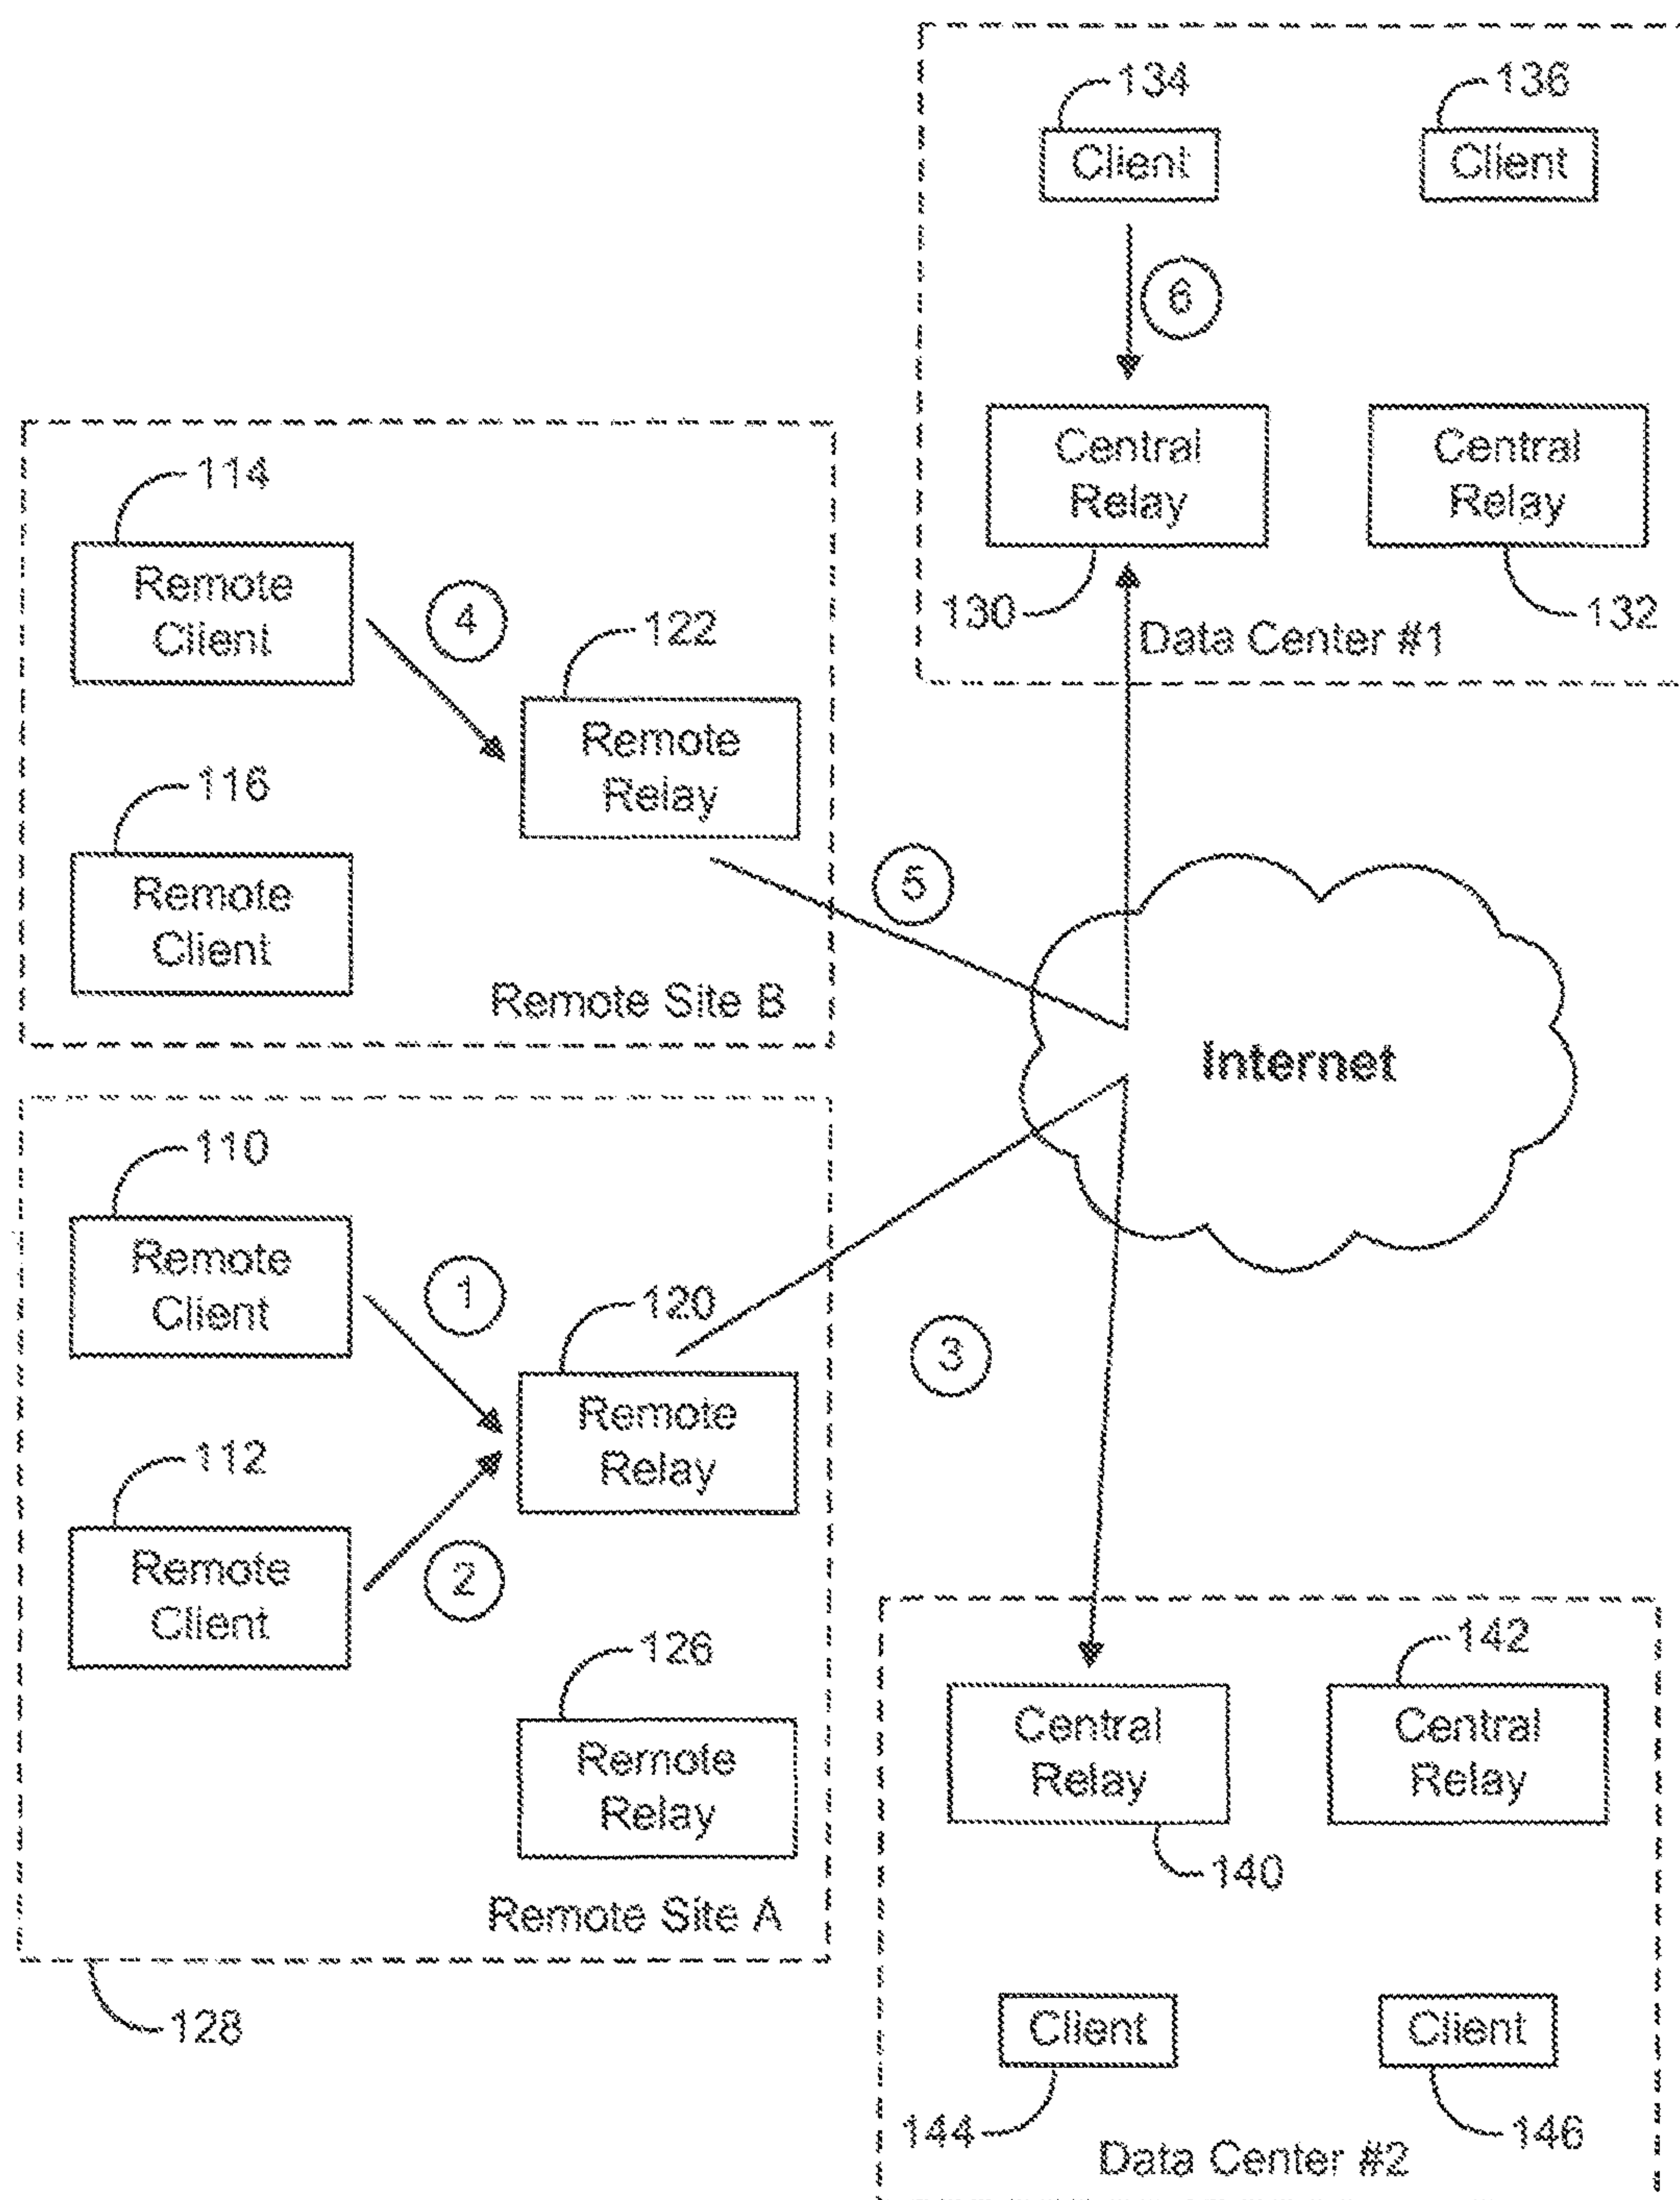 134
136
Client
Client
6
Central
Relay
Central
Relay
130
132
Data Center #1
114
Remote
Client
4
122
Remote
Relay
116
Remote
Client
5
Remote Site B
Internet
110
Remote
Client
1
120
Remote
Relay
3
112
Remote
Client
2
126
Remote
Relay
Remote Site A
128
142
Central
Relay
Central
Relay
140
Client
Client
144
146
Data Center #2